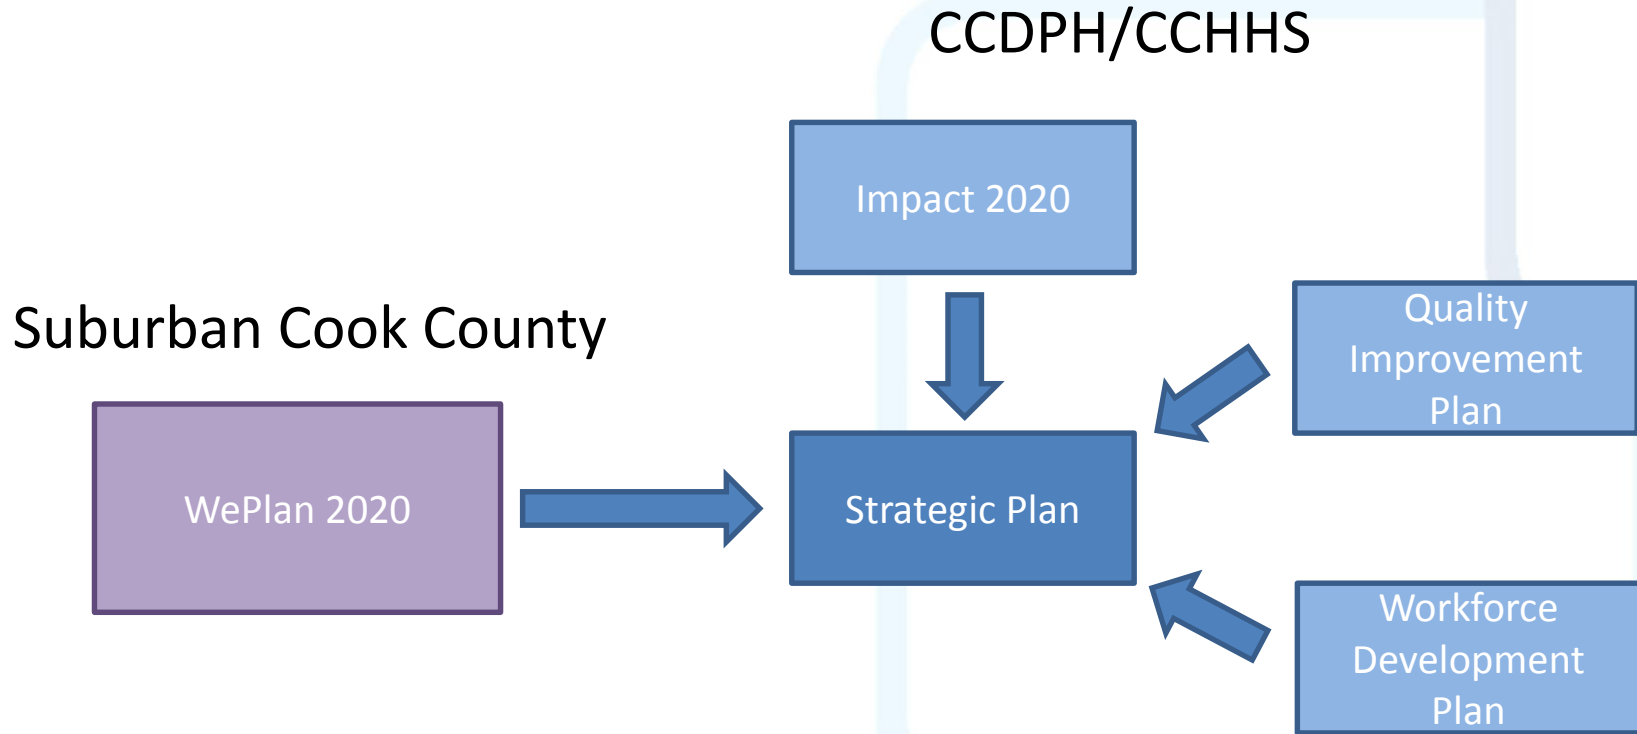 CCDPH/CCHHS
Impact 2020
Suburban Cook County
Quality
Improvement
Plan
WePlan 2020
Strategic Plan
Workforce
Development
Plan